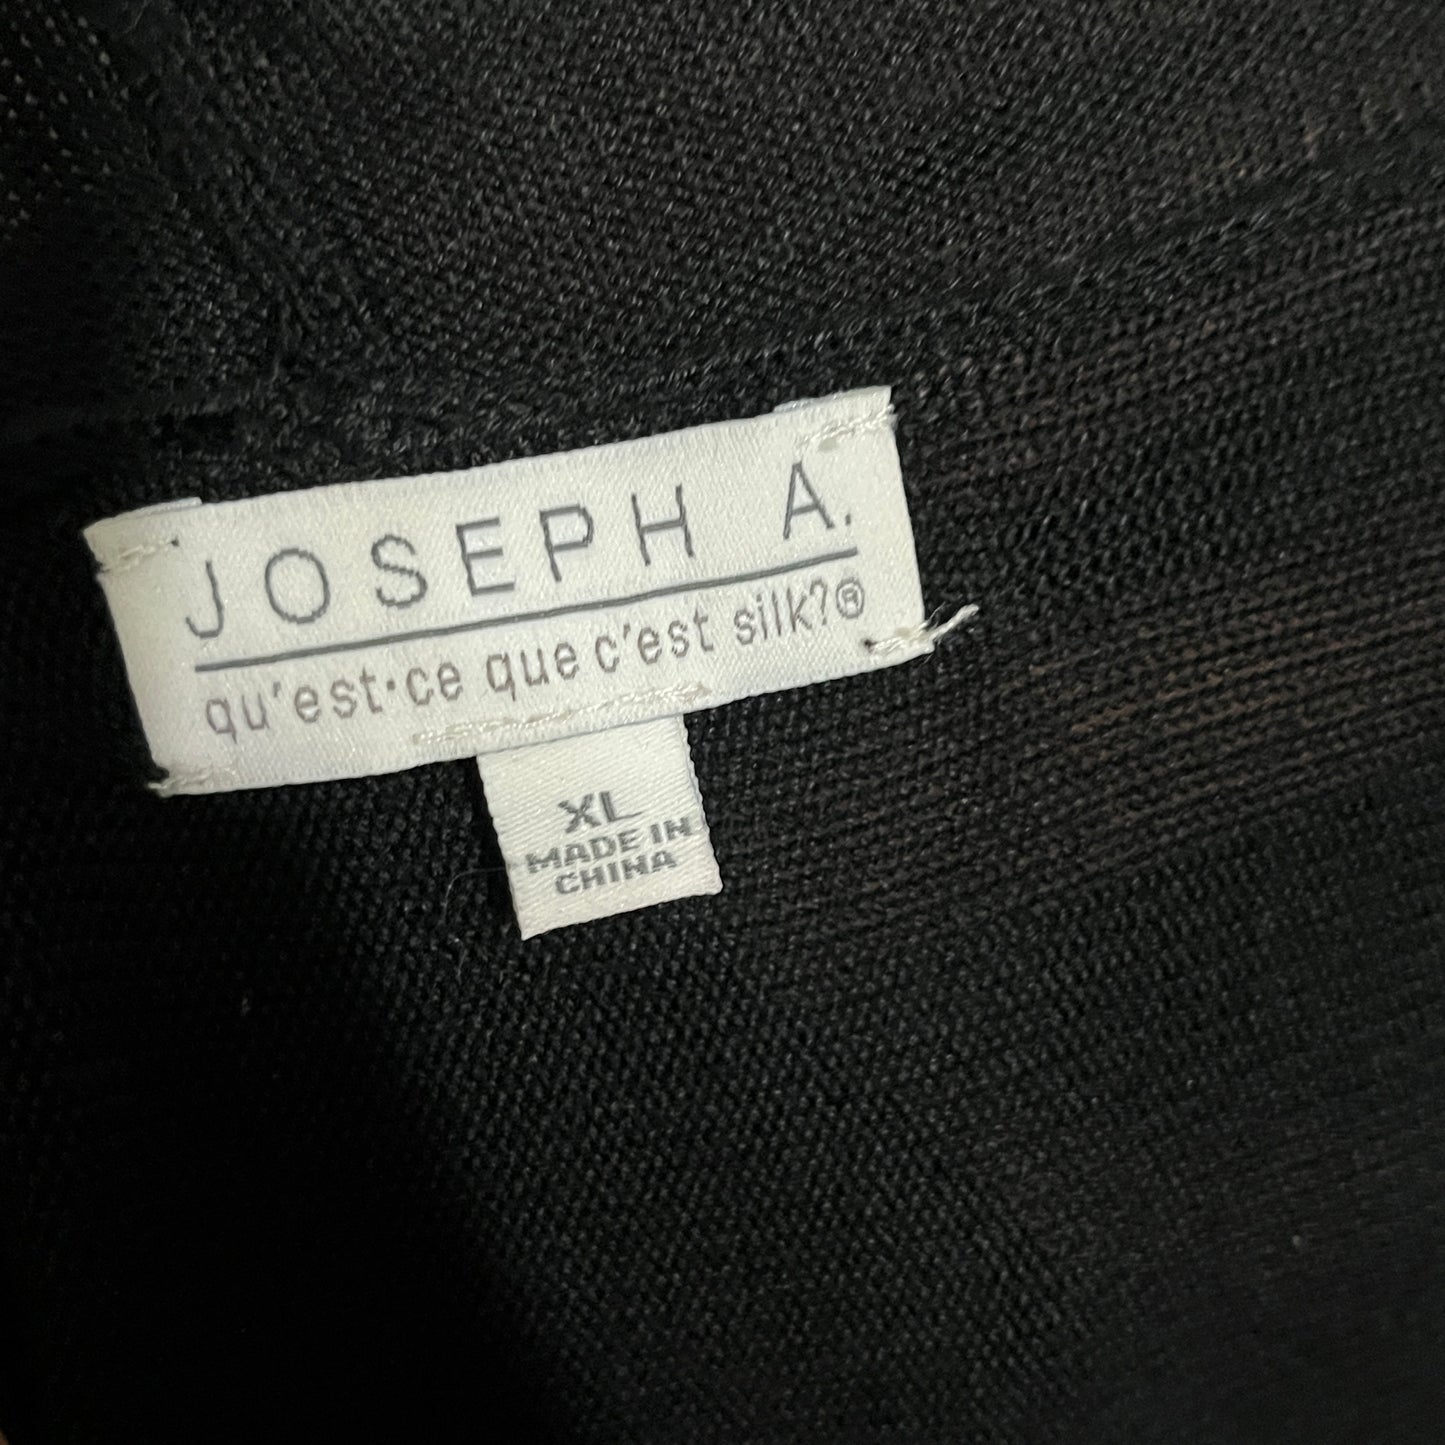 JOSEPH A.
qu'est·ce que c'est silk?®
XL
MADE IN
CHINA